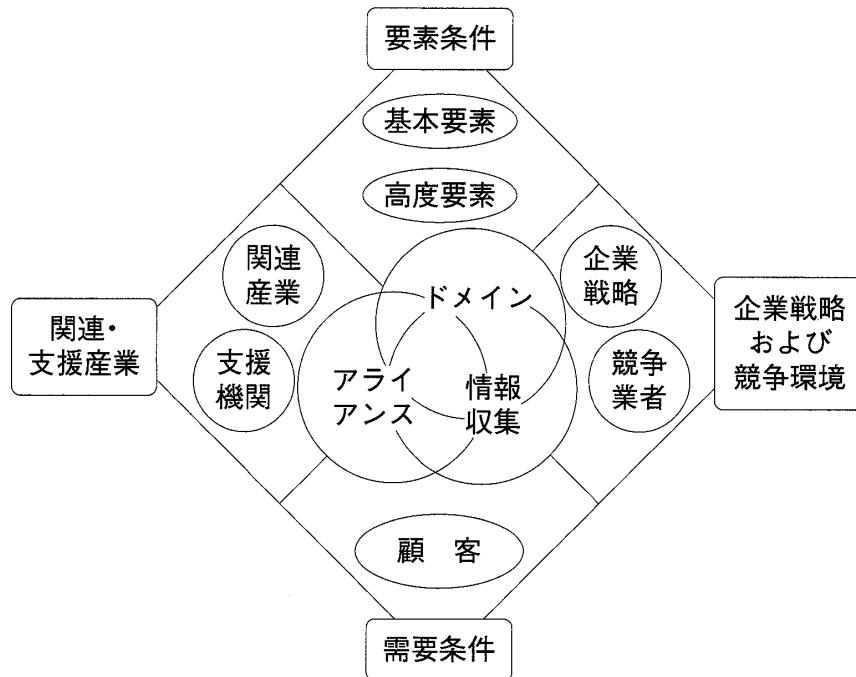 要素条件
基本要素
高度要素
関連
産業
企業
戦略
ドメイン
関連・
支援産業
企業戦略
および
競争環境
支援
機関
アライ
アンス
情報
収集
競争
業者
顧 客
需要条件